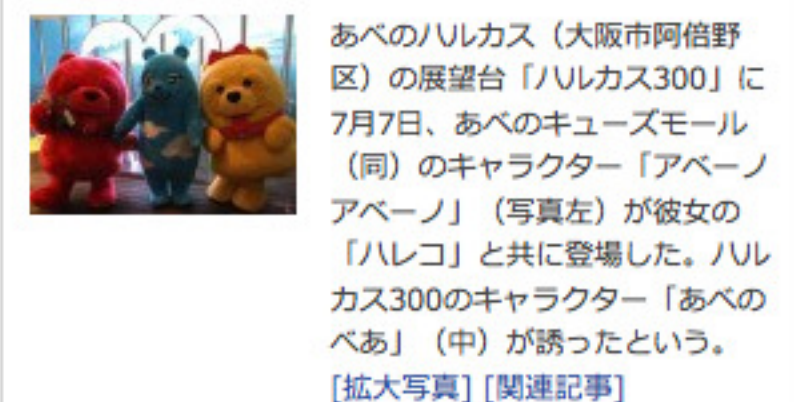 あべのハルカス（大阪市阿倍野
区）の展望台「ハルカス300」に
7月7日、あべのキューズモール
（同）のキャラクター「アベーノ
アベーノ」（写真左）が彼女の
「ハレコ」と共に登場した。ハル
カス300のキャラクター「あべの
べあ」（中）が誘ったという。
[拡大写真] [関連記事]